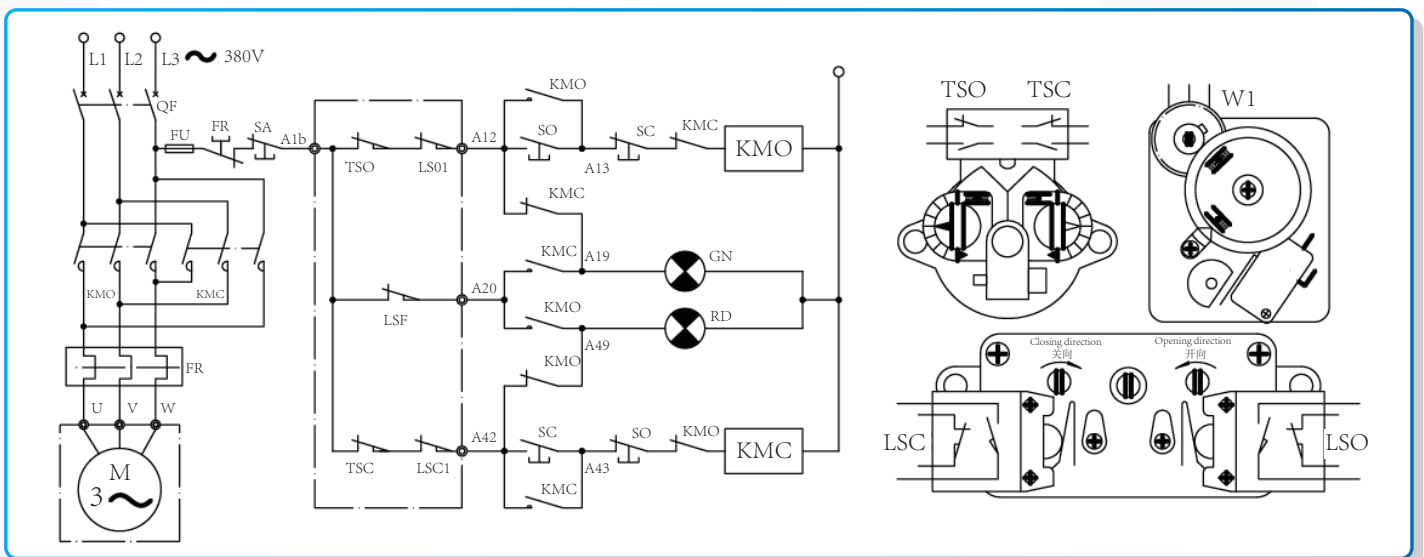 L1
L2
L3
380V
QF
FU
FR
SA
A1b
TSO
LS01
A12
KMO
SO
A13
SC
KMC
KMO
KMC
KMC
A19
GN
LSF
A20
KMO
A49
RD
KMO
KMO
KMC
FR
U
V
W
M
3
TSC
LSC1
A42
SC
A43
SO
KMO
KMC
KMC
TSO
TSC
W1
Closing direction
关向
Opening direction
开向
LSC
LSO